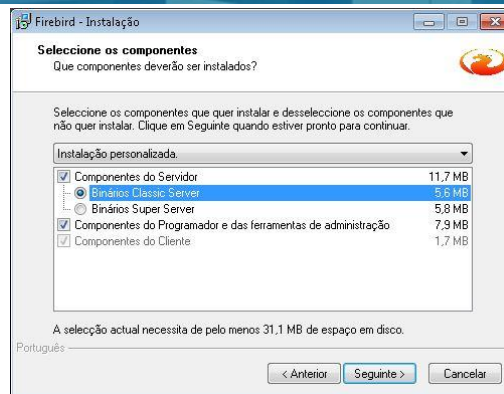 Firebird - Instalação
Seleccione os componentes
Que componentes deverão ser instalados?
Seleccione os componentes que quer instalar e desseleccione os componentes que
não quer instalar. Clique em Seguinte quando estiver pronto para continuar.
Instalação personalizada.
Componentes do Servidor 11,7 MB
Binários Classic Server 5,6 MB
Binários Super Server 5,8 MB
Componentes do Programador e das ferramentas de administração 7,9 MB
Componentes do Cliente 1,7 MB
A selecção actual necessita de pelo menos 31,1 MB de espaço em disco.
Português
< Anterior Seguinte > Cancelar